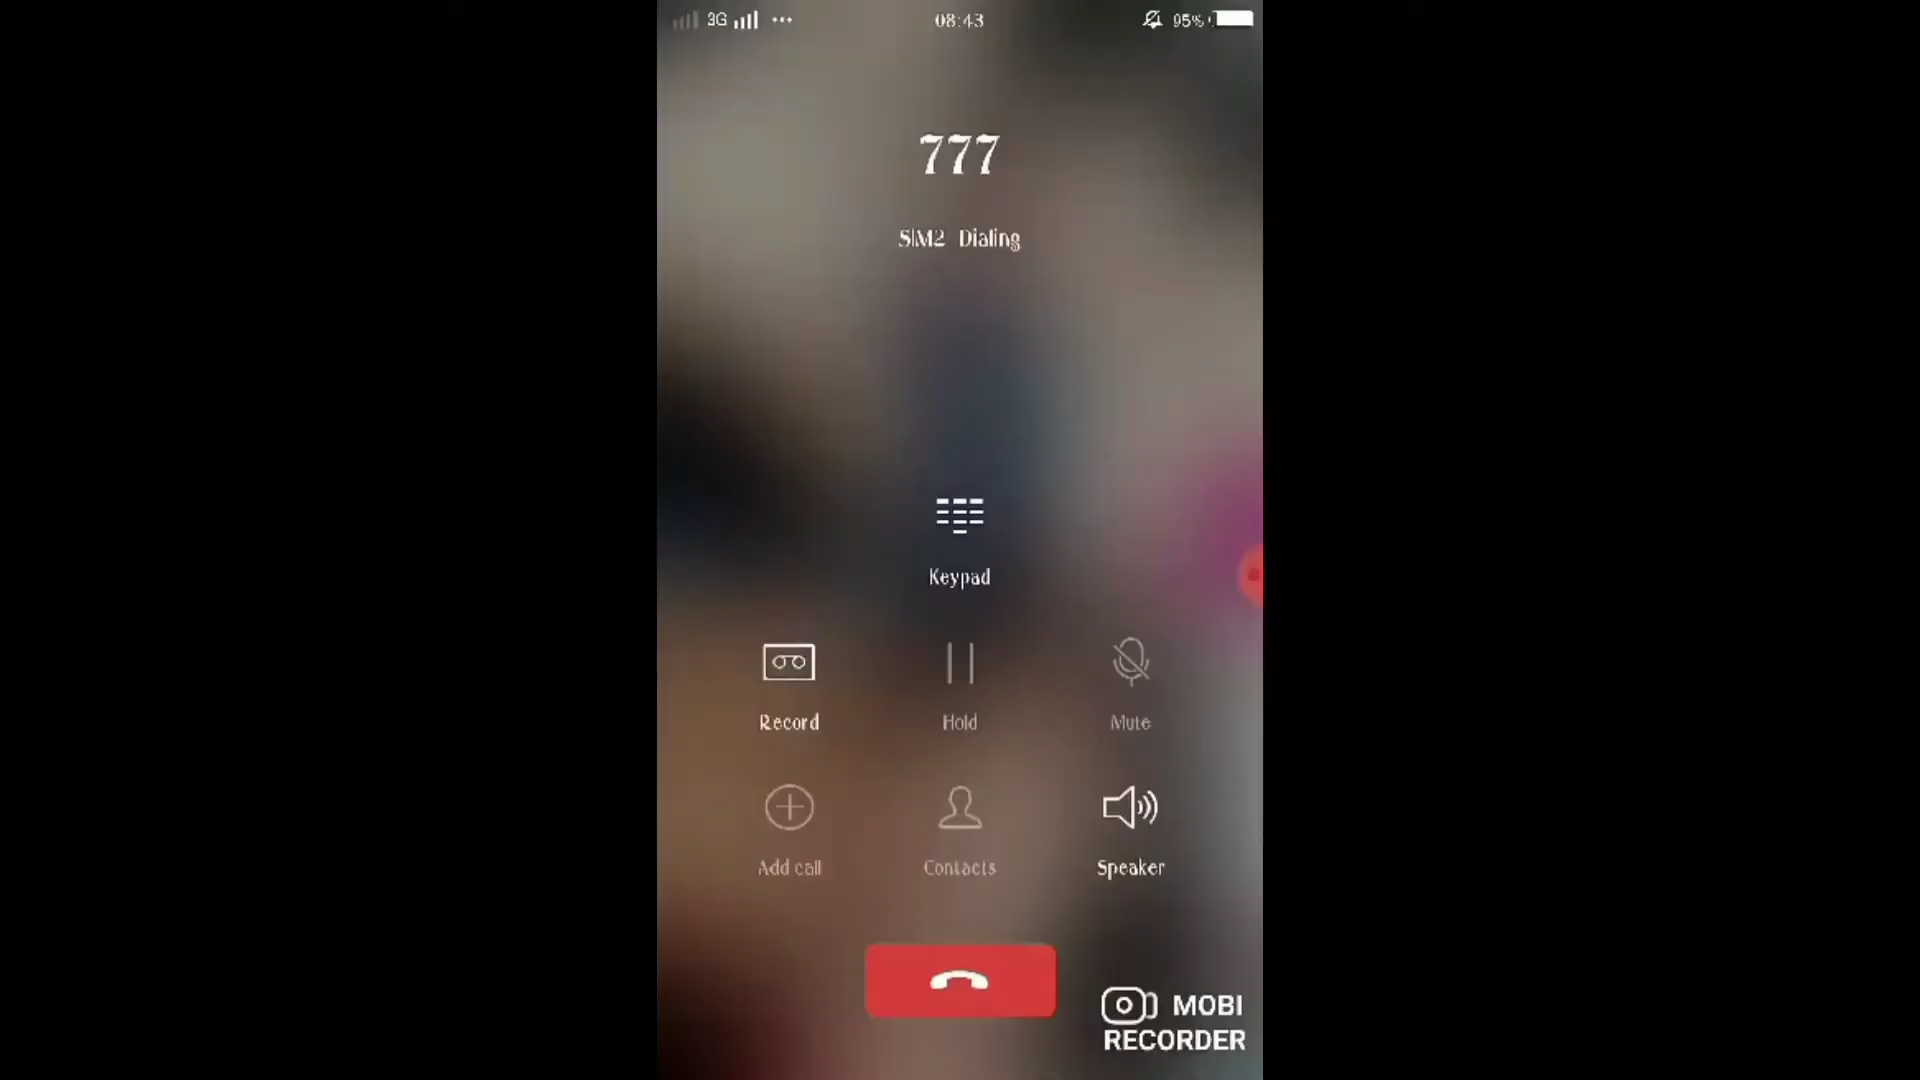 3G 08:43 95%
777
SIM2 Dialing
Keypad
Record Hold Mute
Add call Contacts Speaker
MOBI
RECORDER